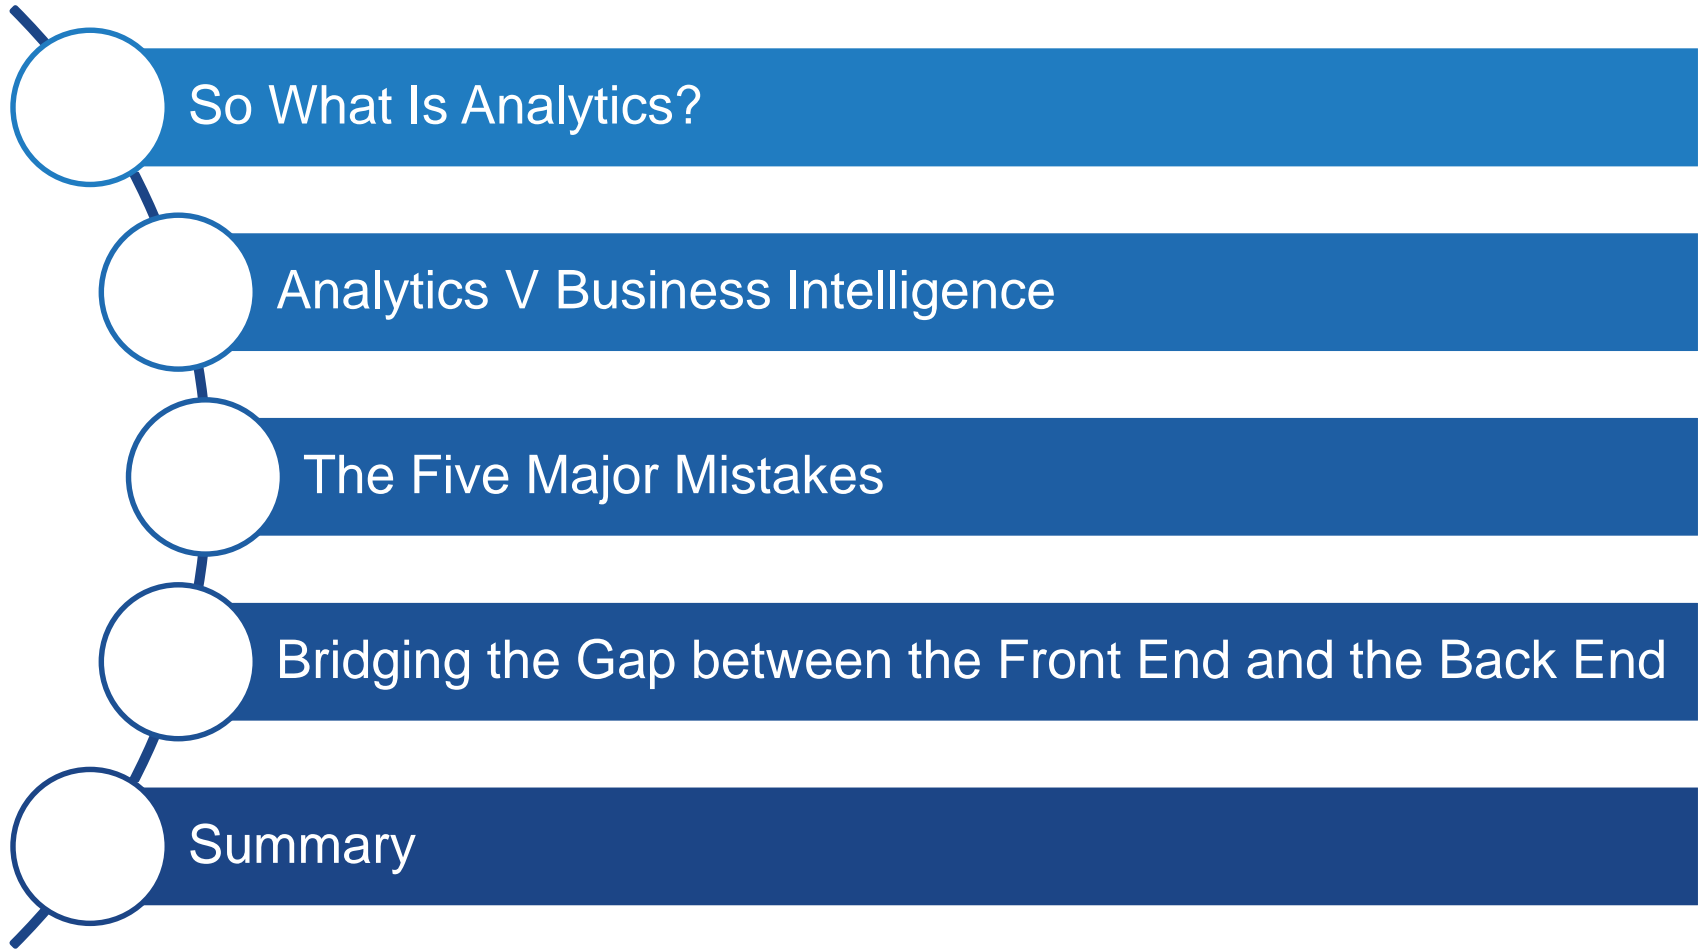 So What Is Analytics?
Analytics V Business Intelligence
The Five Major Mistakes
Bridging the Gap between the Front End and the Back End
Summary